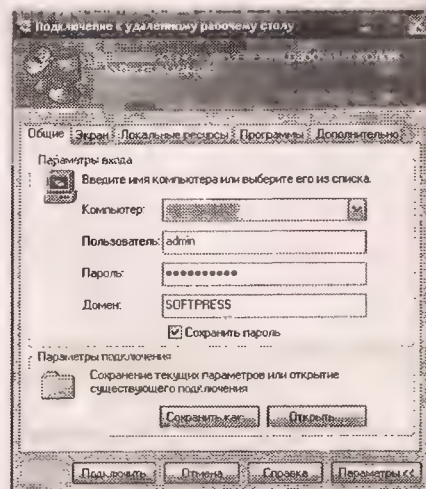 Подключение к удаленному рабочему столу
Общие Экран Локальные ресурсы Программы Дополнительно
Параметры входа
Введите имя компьютера или выберите его из списка.
Компьютер:
Пользователь: admin
Пароль: ••••••••••
Домен: SOFTPRESS
Сохранить пароль
Параметры подключения
Сохранение текущих параметров или открытие
существующего подключения
Сохранить как... Открыть...
Подключить Отмена Справка Параметры <<